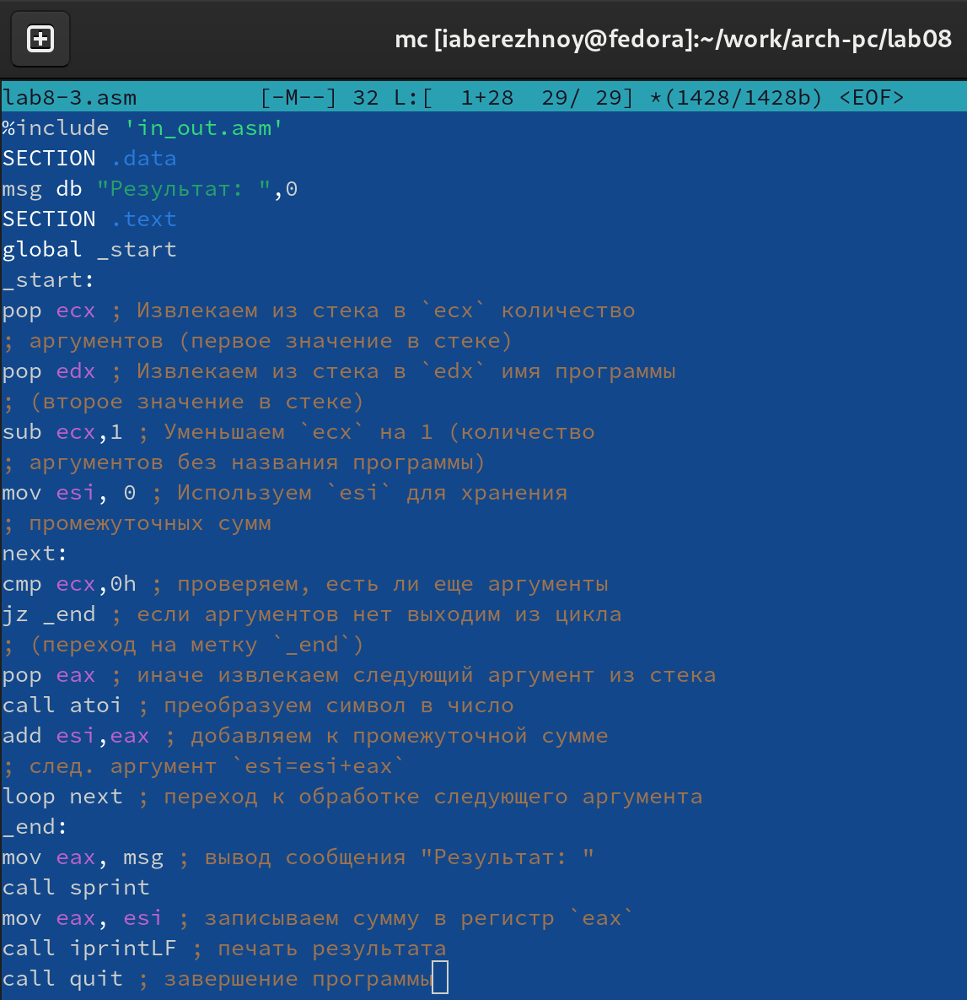 mc [iaberezhnoy@fedora]:~/work/arch-pc/lab08
lab8-3.asm [-M--] 32 L:[ 1+28 29/ 29] *(1428/1428b) <EOF>
%include 'in_out.asm'
SECTION .data
msg db "Результат: ",0
SECTION .text
global _start
_start:
pop ecx ; Извлекаем из стека в `ecx` количество
; аргументов (первое значение в стеке)
pop edx ; Извлекаем из стека в `edx` имя программы
; (второе значение в стеке)
sub ecx,1 ; Уменьшаем `ecx` на 1 (количество
; аргументов без названия программы)
mov esi, 0 ; Используем `esi` для хранения
; промежуточных сумм
next:
cmp ecx,0h ; проверяем, есть ли еще аргументы
jz _end ; если аргументов нет выходим из цикла
; (переход на метку `_end`)
pop eax ; иначе извлекаем следующий аргумент из стека
call atoi ; преобразуем символ в число
add esi,eax ; добавляем к промежуточной сумме
; след. аргумент `esi=esi+eax`
loop next ; переход к обработке следующего аргумента
_end:
mov eax, msg ; вывод сообщения "Результат: "
call sprint
mov eax, esi ; записываем сумму в регистр `eax`
call iprintLF ; печать результата
call quit ; завершение программы